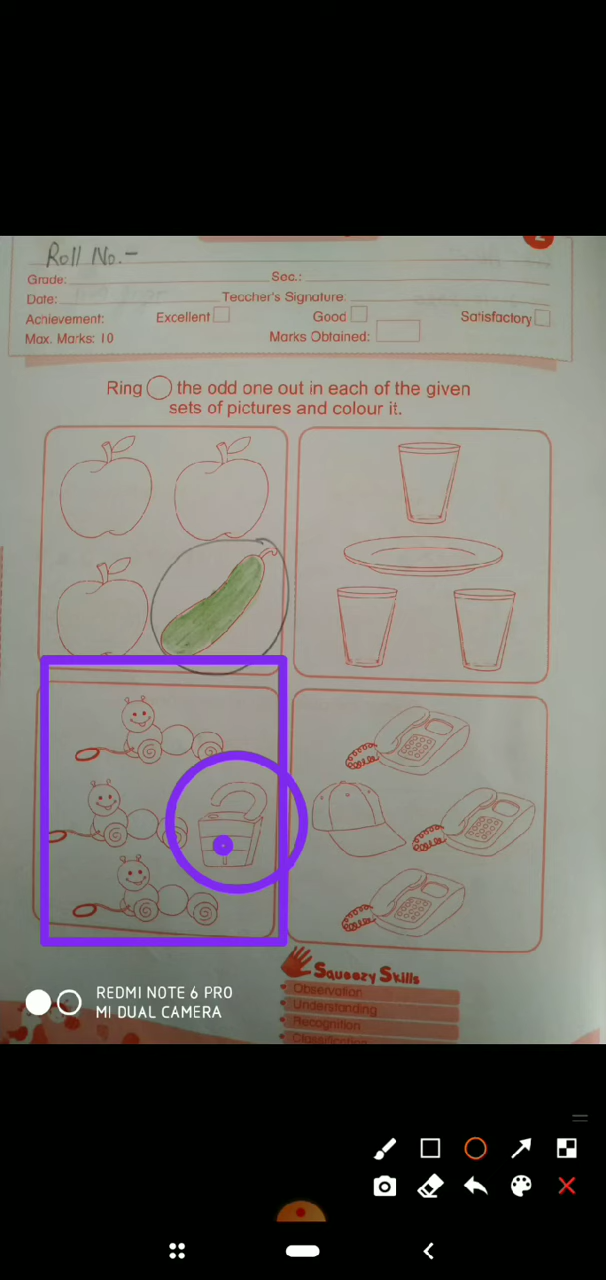 Roll No.-
Grade: Sec.:
Date: Teacher's Signature:
Achievement: Excellent Good Satisfactory
Max. Marks: 10 Marks Obtained:
Ring the odd one out in each of the given
sets of pictures and colour it.
Squeezy Skills
Observation
Understanding
Recognition
Classification
REDMI NOTE 6 PRO
MI DUAL CAMERA